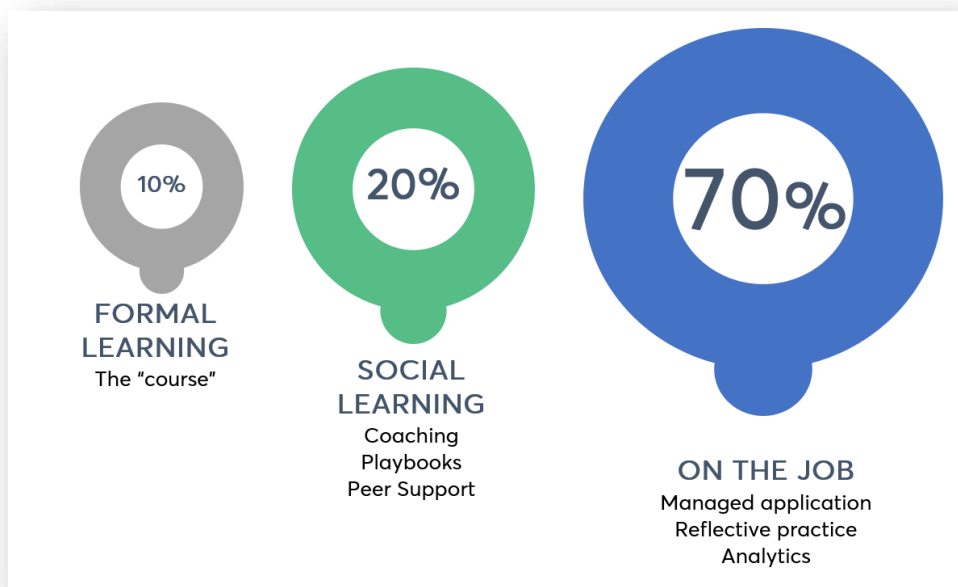 10%
FORMAL
LEARNING
The "course"
20%
SOCIAL
LEARNING
Coaching
Playbooks
Peer Support
70%
ON THE JOB
Managed application
Reflective practice
Analytics